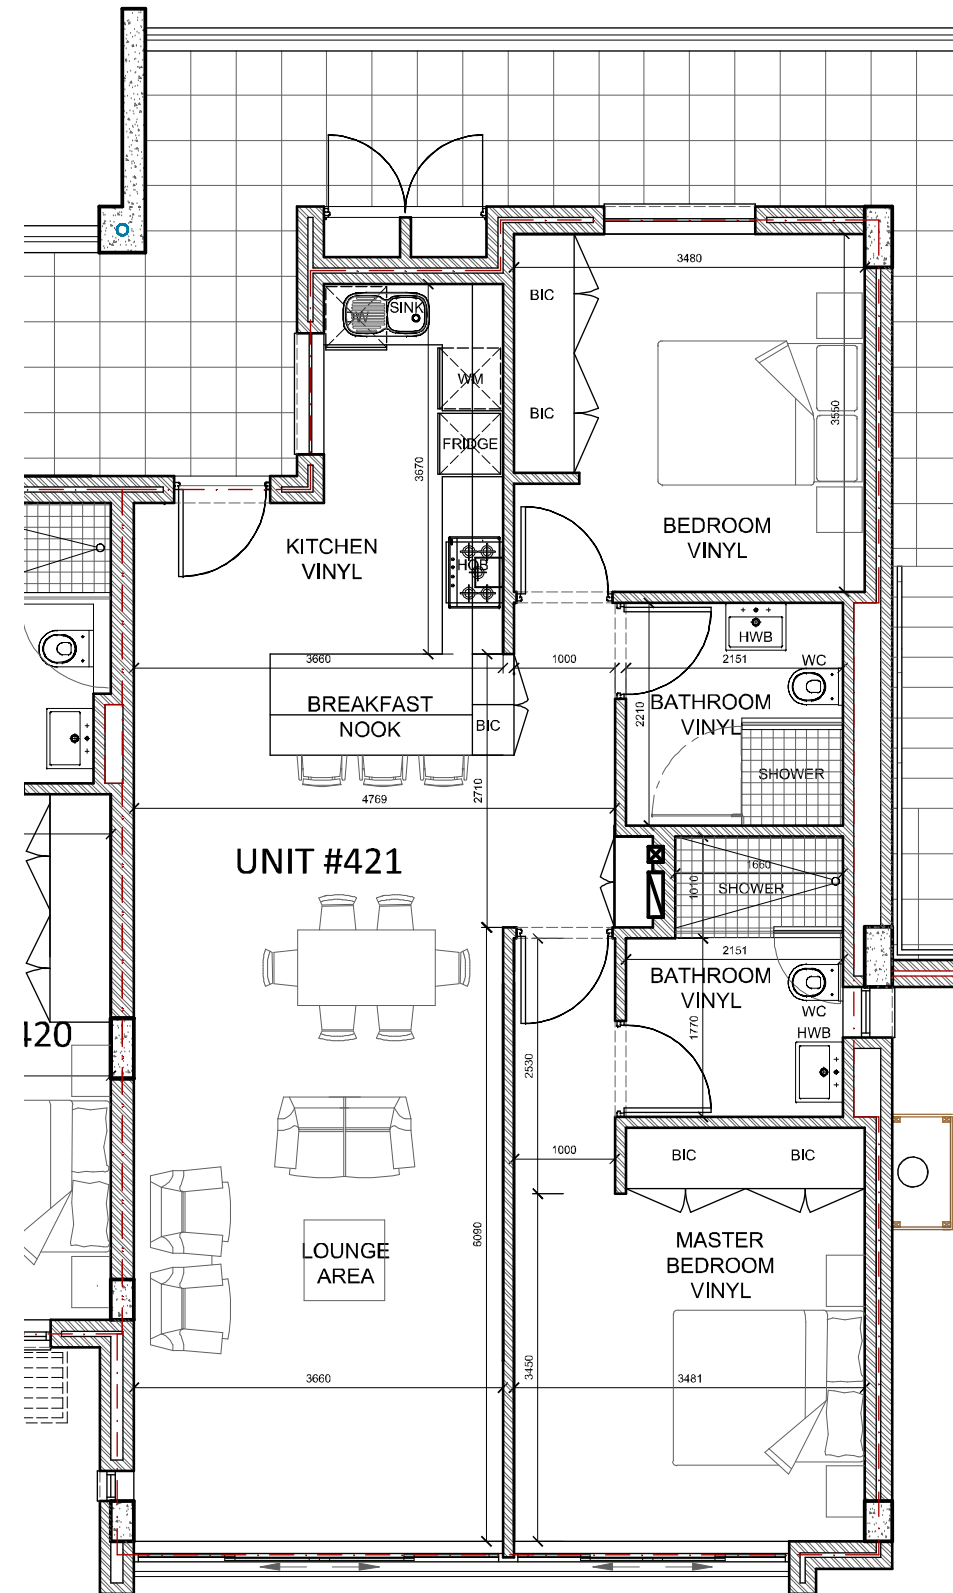 3480
BIC
SINK
DW
WM
BIC
3550
FRIDGE
3670
BEDROOM
VINYL
KITCHEN
VINYL
HOB
HWB
3660
1000
2151
WC
BREAKFAST
NOOK
BIC
2210
BATHROOM
VINYL
SHOWER
4769
2710
UNIT #421
1660
1010
SHOWER
2151
BATHROOM
VINYL
WC
HWB
1770
420
2530
1000
BIC
BIC
6090
LOUNGE
AREA
MASTER
BEDROOM
VINYL
3450
3660
3481